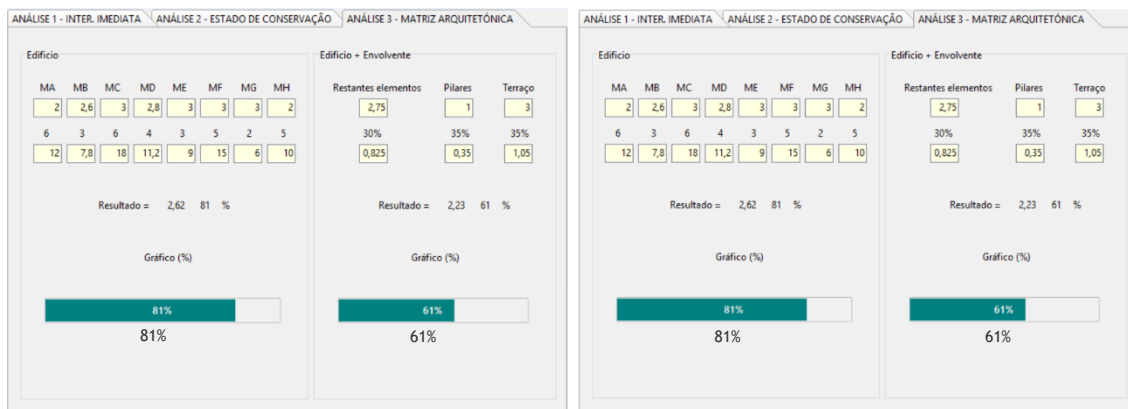 ANÁLISE 1 - INTER. IMEDIATA ANÁLISE 2 - ESTADO DE CONSERVAÇÃO ANÁLISE 3 - MATRIZ ARQUITETÓNICA
Edificio
MA MB MC MD ME MF MG MH
2 2,6 3 2,8 3 3 3 2
6 3 6 4 3 5 2 5
12 7,8 18 11,2 9 15 6 10
Resultado = 2,62 81 %
Gráfico (%)
81%
81%
Edificio + Envolvente
Restantes elementos Pilares Terraço
2,75 1 3
30% 35% 35%
0,825 0,35 1,05
Resultado = 2,23 61 %
Gráfico (%)
61%
61%
ANÁLISE 1 - INTER. IMEDIATA ANÁLISE 2 - ESTADO DE CONSERVAÇÃO ANÁLISE 3 - MATRIZ ARQUITETÓNICA
Edificio
MA MB MC MD ME MF MG MH
2 2,6 3 2,8 3 3 3 2
6 3 6 4 3 5 2 5
12 7,8 18 11,2 9 15 6 10
Resultado = 2,62 81 %
Gráfico (%)
81%
81%
Edificio + Envolvente
Restantes elementos Pilares Terraço
2,75 1 3
30% 35% 35%
0,825 0,35 1,05
Resultado = 2,23 61 %
Gráfico (%)
61%
61%